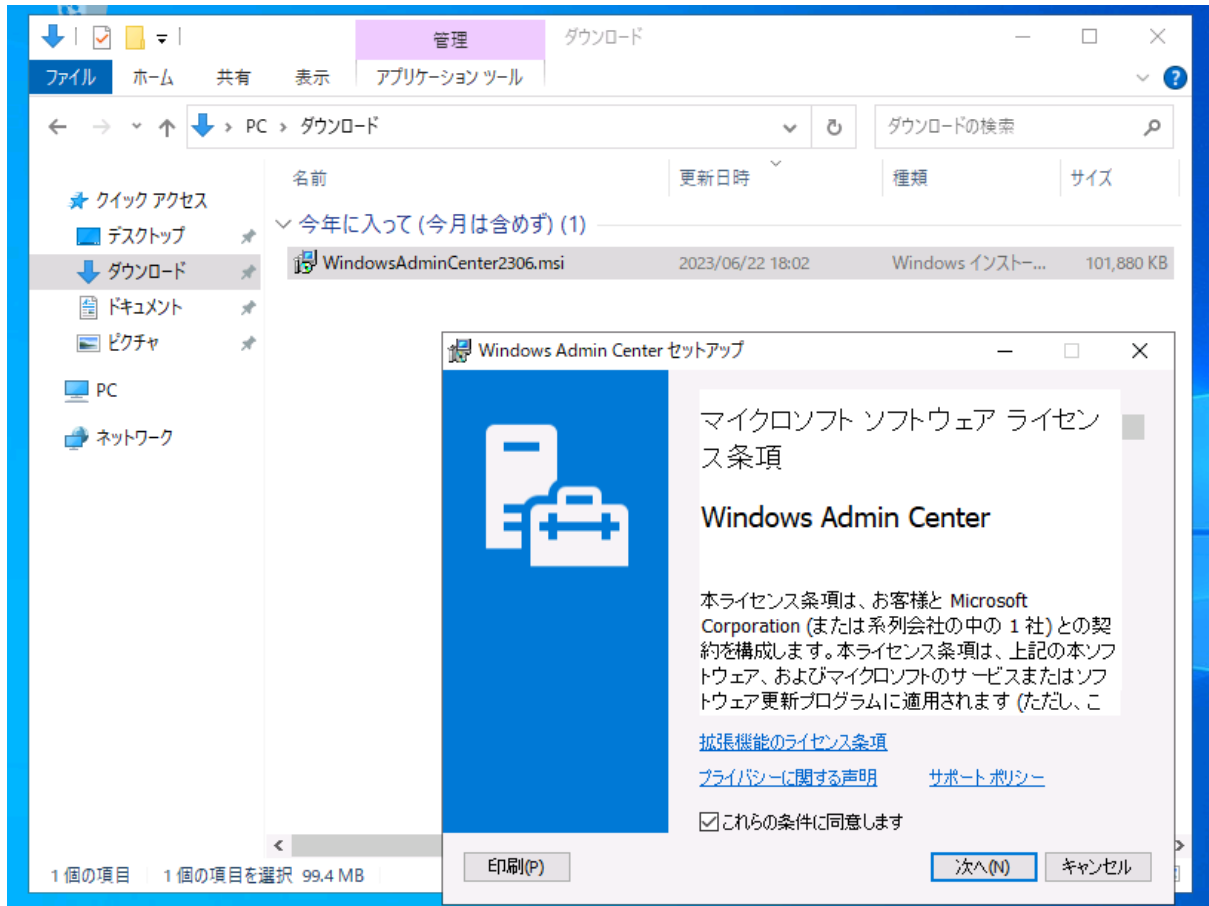 管理
ダウンロード
ファイル
ホーム
共有
表示
アプリケーション ツール
PC
ダウンロード
ダウンロードの検索
名前
更新日時
種類
サイズ
クイック アクセス
デスクトップ
ダウンロード
ドキュメント
ピクチャ
PC
ネットワーク
今年に入って (今月は含めず) (1)
WindowsAdminCenter2306.msi
2023/06/22 18:02
Windows インストー...
101,880 KB
Windows Admin Center セットアップ
マイクロソフト ソフトウェア ライセン
ス条項
Windows Admin Center
本ライセンス条項は、お客様と Microsoft
Corporation (または系列会社の中の 1 社) との契
約を構成します。本ライセンス条項は、上記の本ソフ
トウェア、およびマイクロソフトのサービスまたはソフ
トウェア更新プログラムに適用されます (ただし、こ
拡張機能のライセンス条項
プライバシーに関する声明
サポート ポリシー
これらの条件に同意します
印刷(P)
次へ(N)
キャンセル
1 個の項目
1 個の項目を選択 99.4 MB